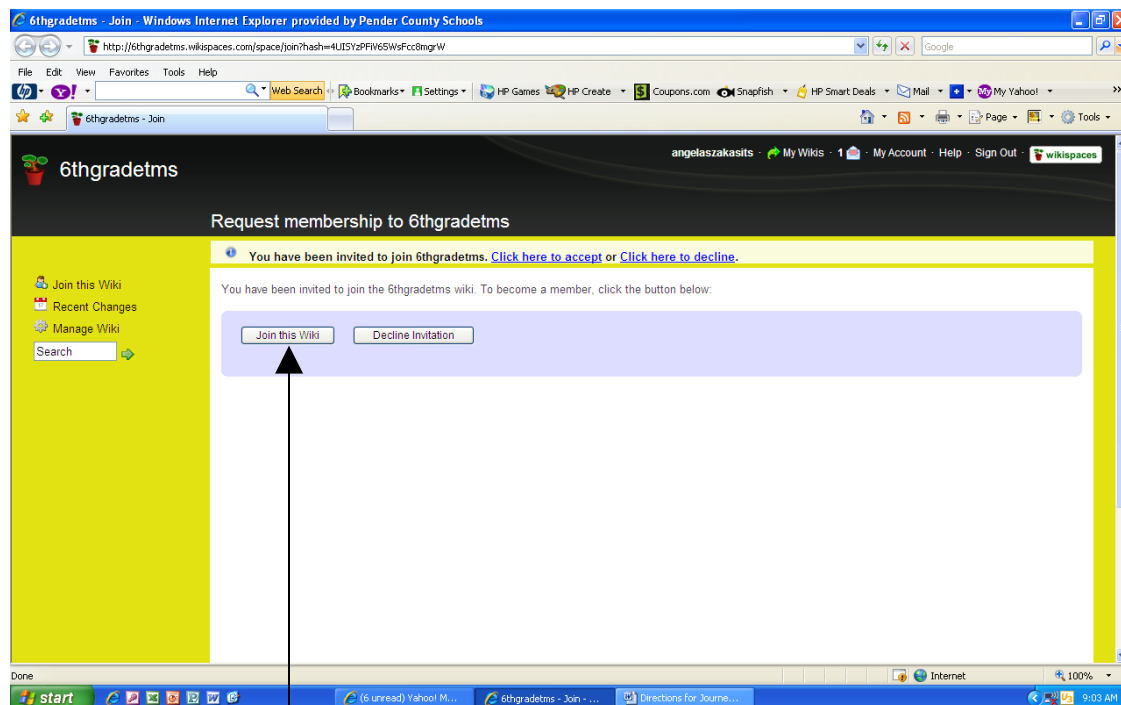 6thgradetms - Join - Windows Internet Explorer provided by Pender County Schools
http://6thgradetms.wikispaces.com/space/join?hash=4UISYzPFiV65WsFcc8mgrW
Google
File Edit View Favorites Tools Help
Web Search Bookmarks Settings HP Games HP Create Coupons.com Snapfish HP Smart Deals Mail My Yahoo! »
6thgradetms - Join
Page Tools
6thgradetms
angelaszakasits · My Wikis · 1 · My Account · Help · Sign Out · wikispaces
Request membership to 6thgradetms
You have been invited to join 6thgradetms. Click here to accept or Click here to decline.
Join this Wiki
Recent Changes
Manage Wiki
Search
You have been invited to join the 6thgradetms wiki. To become a member, click the button below:
Join this Wiki Decline Invitation
Done
Internet
100%
start
(6 unread) Yahoo! M...
6thgradetms - Join - ...
Directions for Journe...
9:03 AM